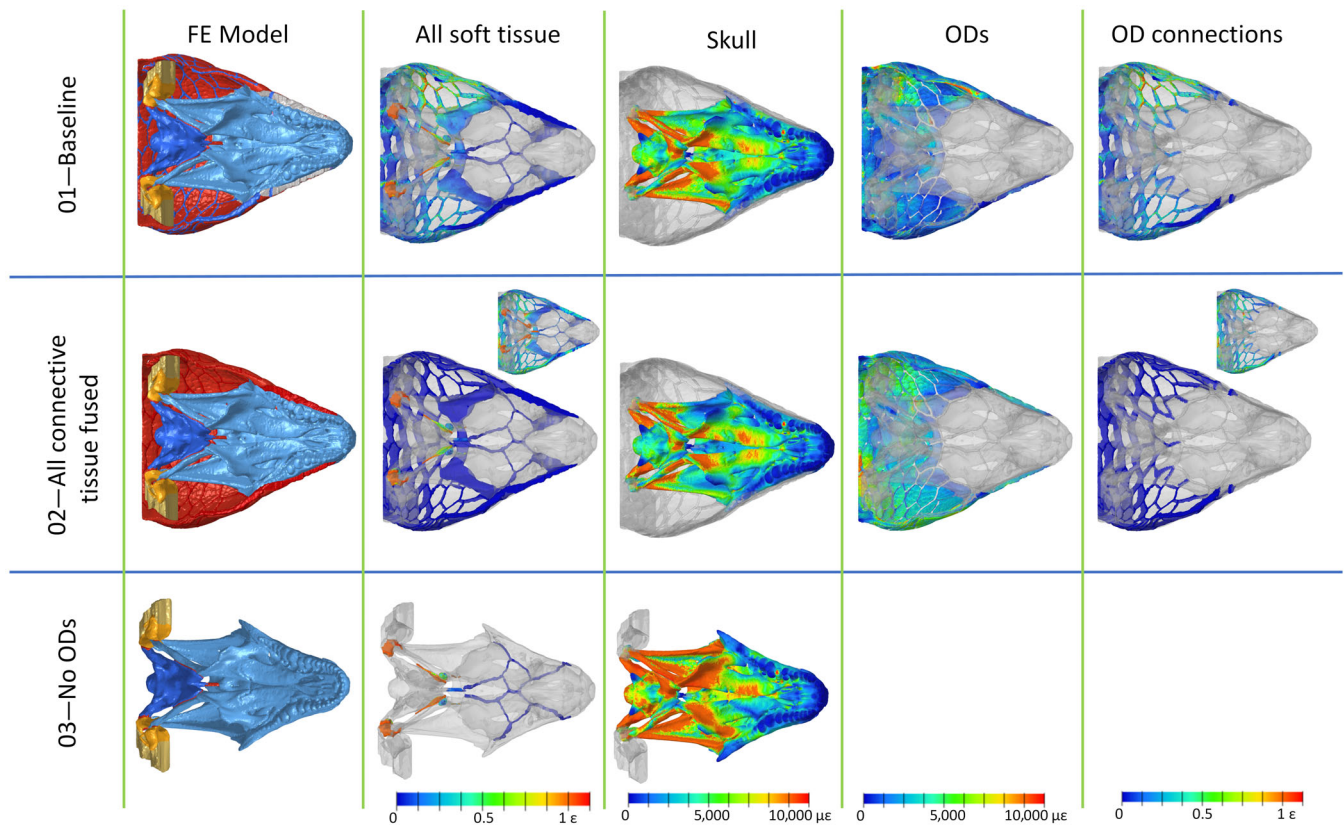 FE Model
All soft tissue
Skull
ODs
OD connections
01—Baseline
02—All connective
tissue fused
03—No ODs
0 0.5 1 ε
0 5,000 10,000 με
0 5,000 10,000 με
0 0.5 1 ε